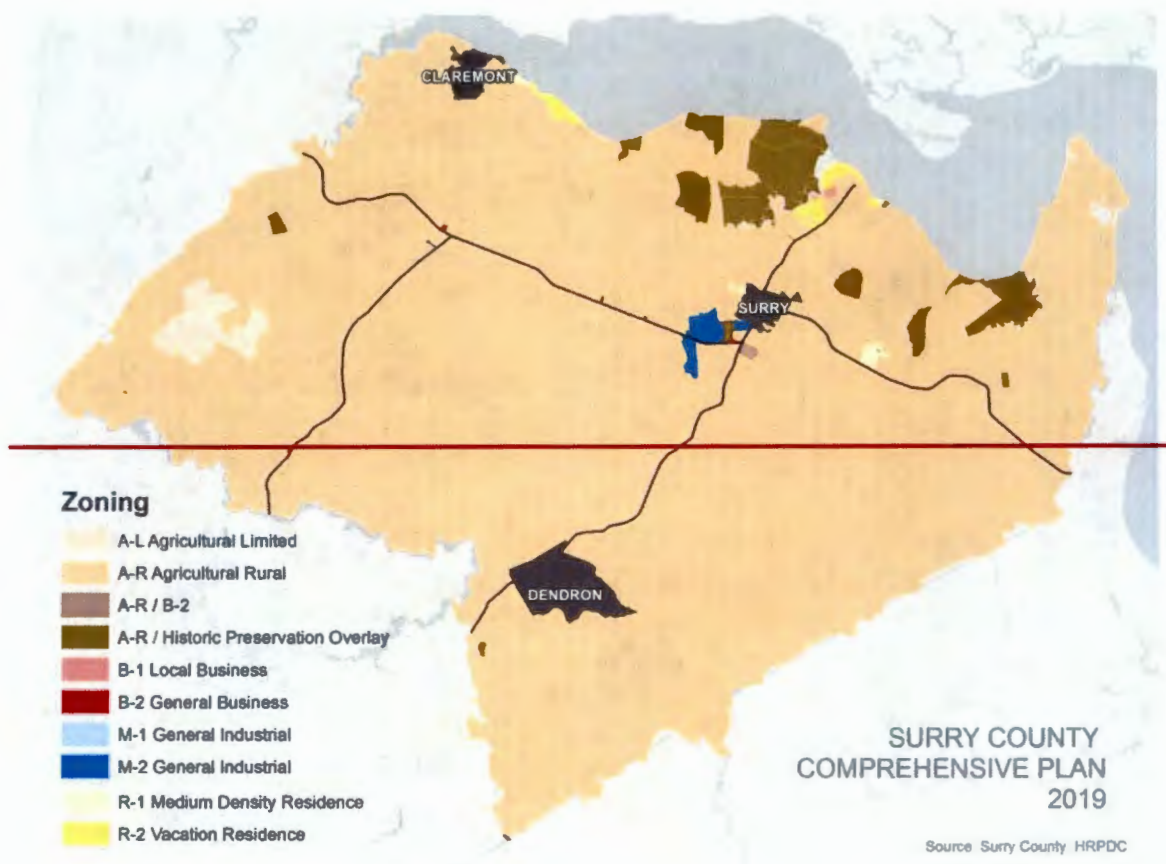 CLAREMONT
SURRY
DENDRON
Zoning
A-L Agricultural Limited
A-R Agricultural Rural
A-R / B-2
A-R / Historic Preservation Overlay
B-1 Local Business
B-2 General Business
M-1 General Industrial
M-2 General Industrial
R-1 Medium Density Residence
R-2 Vacation Residence
SURRY COUNTY
COMPREHENSIVE PLAN
2019
Source Surry County HRPDC